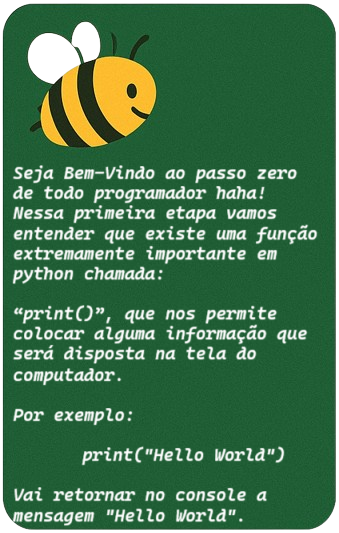 Seja Bem-Vindo ao passo zero
de todo programador haha!
Nessa primeira etapa vamos
entender que existe uma função
extremamente importante em
python chamada:
“print()”, que nos permite
colocar alguma informação que
será disposta na tela do
computador.
Por exemplo:
print("Hello World")
Vai retornar no console a
mensagem "Hello World".